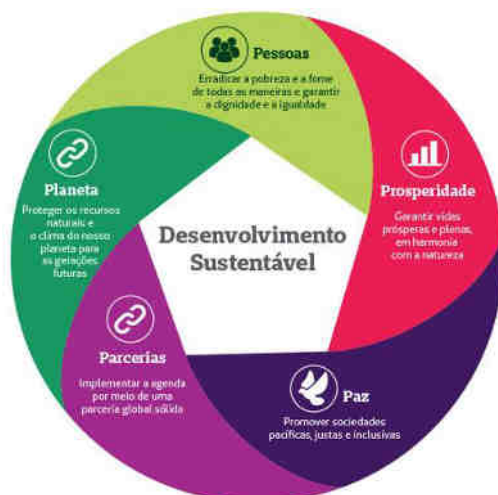 Pessoas
Erradicar a pobreza e a fome
de todas as maneiras e garantir
a dignidade e a igualdade
Prosperidade
Garantir vidas
prósperas e plenas,
em harmonia
com a natureza
Paz
Promover sociedades
pacíficas, justas e inclusivas
Parcerias
Implementar a agenda
por meio de uma
parceria global sólida
Planeta
Proteger os recursos
naturais e
o clima do nosso
planeta para
as gerações
futuras
Desenvolvimento
Sustentável